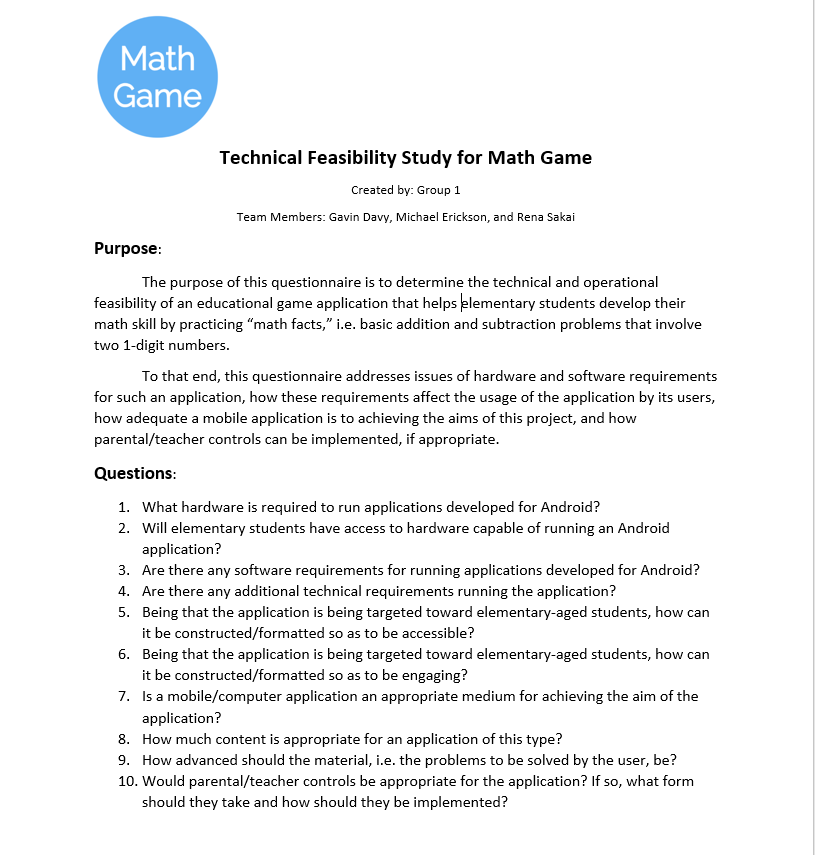 Math
Game
Technical Feasibility Study for Math Game
Created by: Group 1
Team Members: Gavin Davy, Michael Erickson, and Rena Sakai
Purpose:
The purpose of this questionnaire is to determine the technical and operational
feasibility of an educational game application that helps elementary students develop their
math skill by practicing “math facts,” i.e. basic addition and subtraction problems that involve
two 1-digit numbers.
To that end, this questionnaire addresses issues of hardware and software requirements
for such an application, how these requirements affect the usage of the application by its users,
how adequate a mobile application is to achieving the aims of this project, and how
parental/teacher controls can be implemented, if appropriate.
Questions:
1. What hardware is required to run applications developed for Android?
2. Will elementary students have access to hardware capable of running an Android
application?
3. Are there any software requirements for running applications developed for Android?
4. Are there any additional technical requirements running the application?
5. Being that the application is being targeted toward elementary-aged students, how can
it be constructed/formatted so as to be accessible?
6. Being that the application is being targeted toward elementary-aged students, how can
it be constructed/formatted so as to be engaging?
7. Is a mobile/computer application an appropriate medium for achieving the aim of the
application?
8. How much content is appropriate for an application of this type?
9. How advanced should the material, i.e. the problems to be solved by the user, be?
10. Would parental/teacher controls be appropriate for the application? If so, what form
should they take and how should they be implemented?